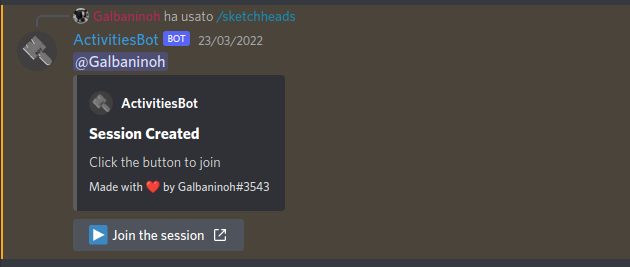 Galbaninoh ha usato /sketchheads
ActivitiesBot BOT 23/03/2022
@Galbaninoh
ActivitiesBot
Session Created
Click the button to join
Made with ❤️ by Galbaninoh#3543
Join the session